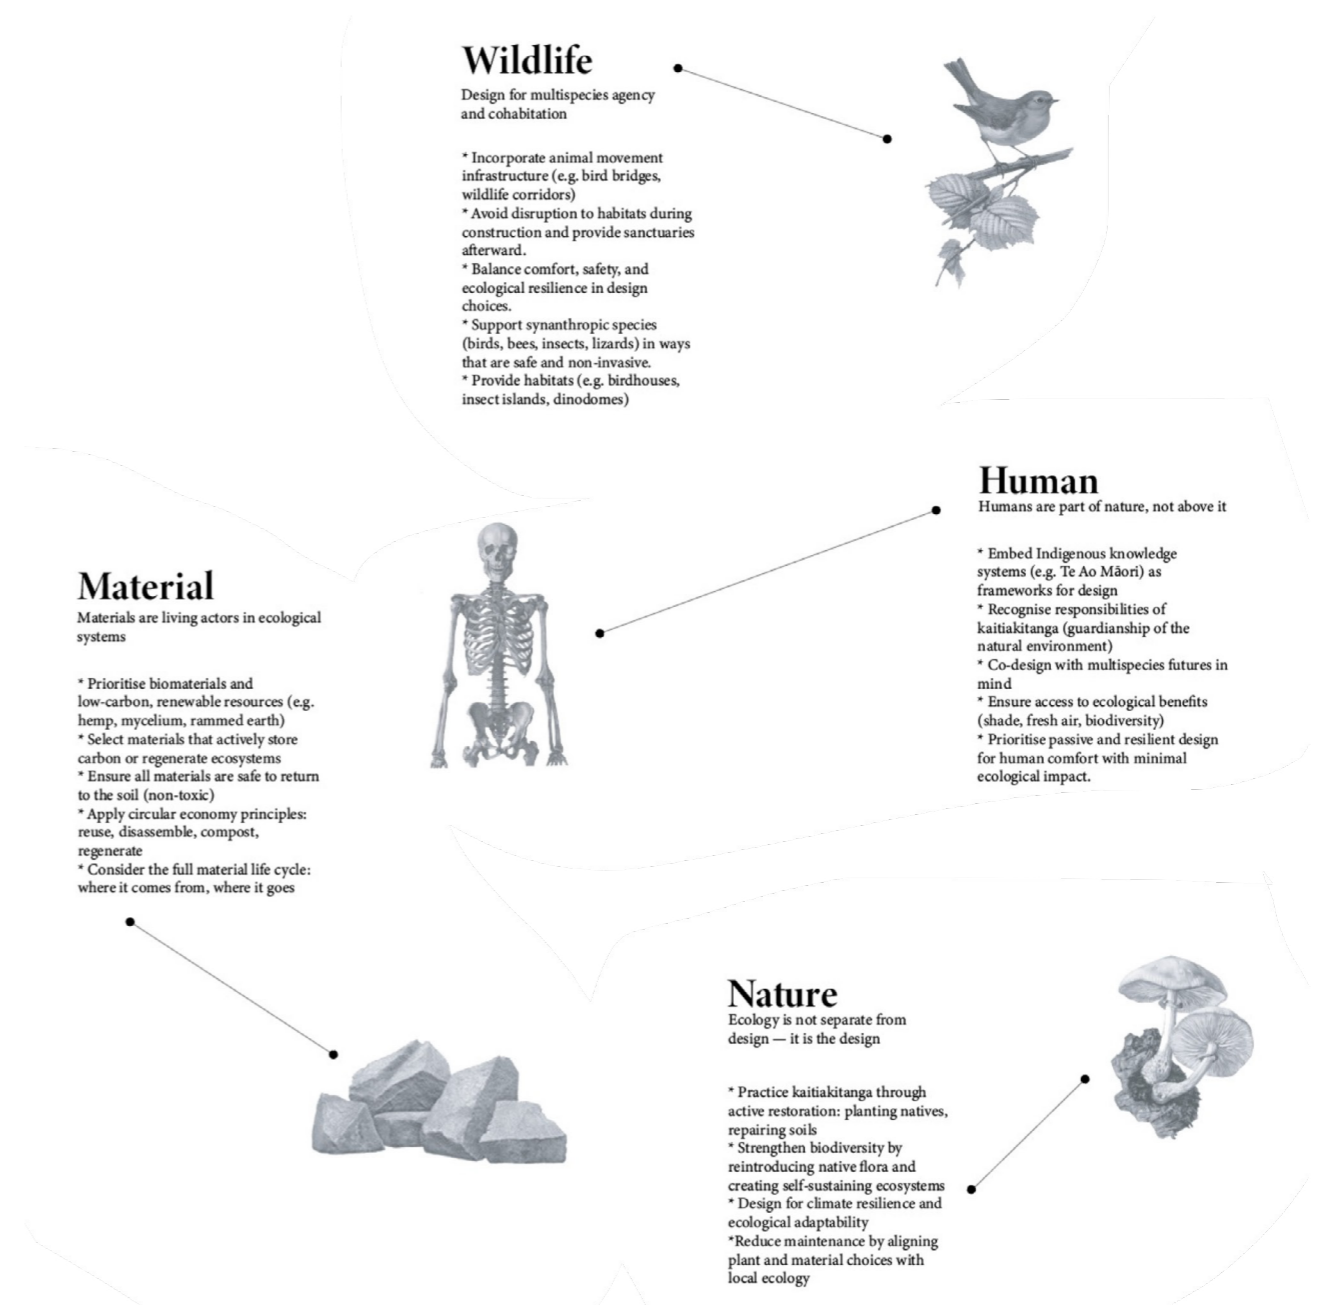 Wildlife
Design for multispecies agency
and cohabitation
* Incorporate animal movement
infrastructure (e.g. bird bridges,
wildlife corridors)
* Avoid disruption to habitats during
construction and provide sanctuaries
afterward.
* Balance comfort, safety, and
ecological resilience in design
choices.
* Support synanthropic species
(birds, bees, insects, lizards) in ways
that are safe and non-invasive.
* Provide habitats (e.g. birdhouses,
insect islands, dinodomes)
Human
Humans are part of nature, not above it
* Embed Indigenous knowledge
systems (e.g. Te Ao Māori) as
frameworks for design
* Recognise responsibilities of
kaitiakitanga (guardianship of the
natural environment)
* Co-design with multispecies futures in
mind
* Ensure access to ecological benefits
(shade, fresh air, biodiversity)
* Prioritise passive and resilient design
for human comfort with minimal
ecological impact.
Material
Materials are living actors in ecological
systems
* Prioritise biomaterials and
low-carbon, renewable resources (e.g.
hemp, mycelium, rammed earth)
* Select materials that actively store
carbon or regenerate ecosystems
* Ensure all materials are safe to return
to the soil (non-toxic)
* Apply circular economy principles:
reuse, disassemble, compost,
regenerate
* Consider the full material life cycle:
where it comes from, where it goes
Nature
Ecology is not separate from
design — it is the design
* Practice kaitiakitanga through
active restoration: planting natives,
repairing soils
* Strengthen biodiversity by
reintroducing native flora and
creating self-sustaining ecosystems
* Design for climate resilience and
ecological adaptability
*Reduce maintenance by aligning
plant and material choices with
local ecology